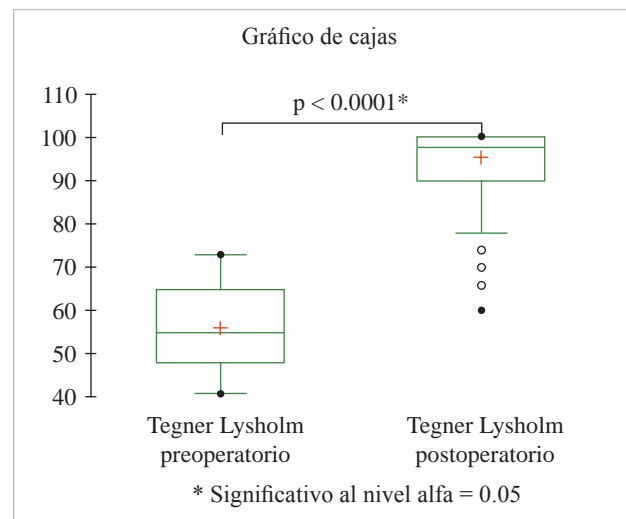 Gráfico de cajas
110
100
90
80
70
60
50
40
p < 0.0001*
Tegner Lysholm
preoperatorio
Tegner Lysholm
postoperatorio
* Significativo al nivel alfa = 0.05